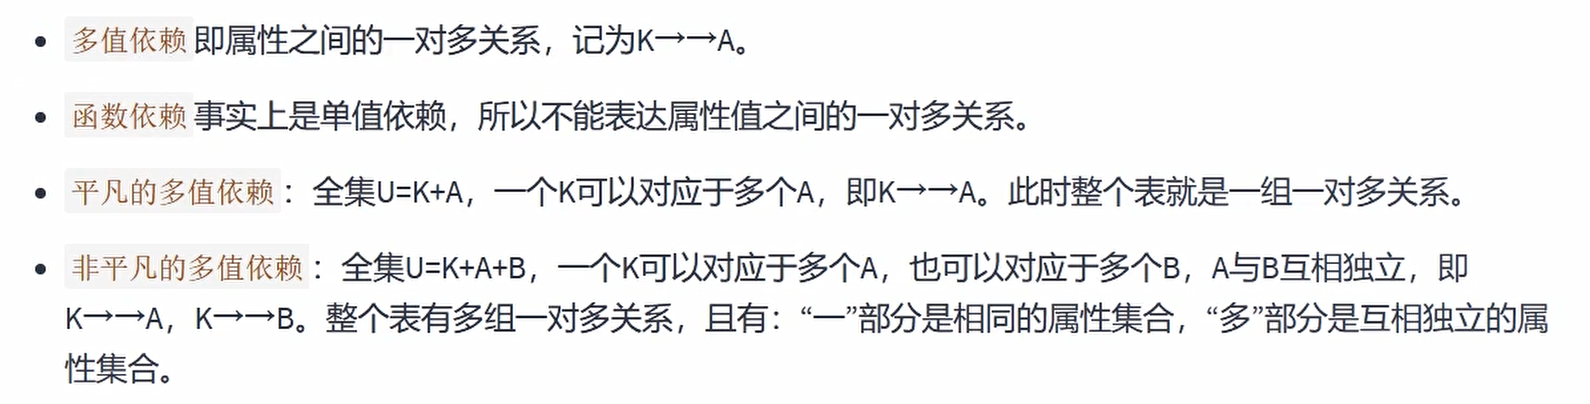 多值依赖即属性之间的一对多关系，记为K→→A。
函数依赖事实上是单值依赖，所以不能表达属性值之间的一对多关系。
平凡的多值依赖：全集U=K+A，一个K可以对应于多个A，即K→→A。此时整个表就是一组一对多关系。
非平凡的多值依赖：全集U=K+A+B，一个K可以对应于多个A，也可以对应于多个B，A与B互相独立，即
K→→A，K→→B。整个表有多组一对多关系，且有：“一”部分是相同的属性集合，“多”部分是互相独立的属
性集合。